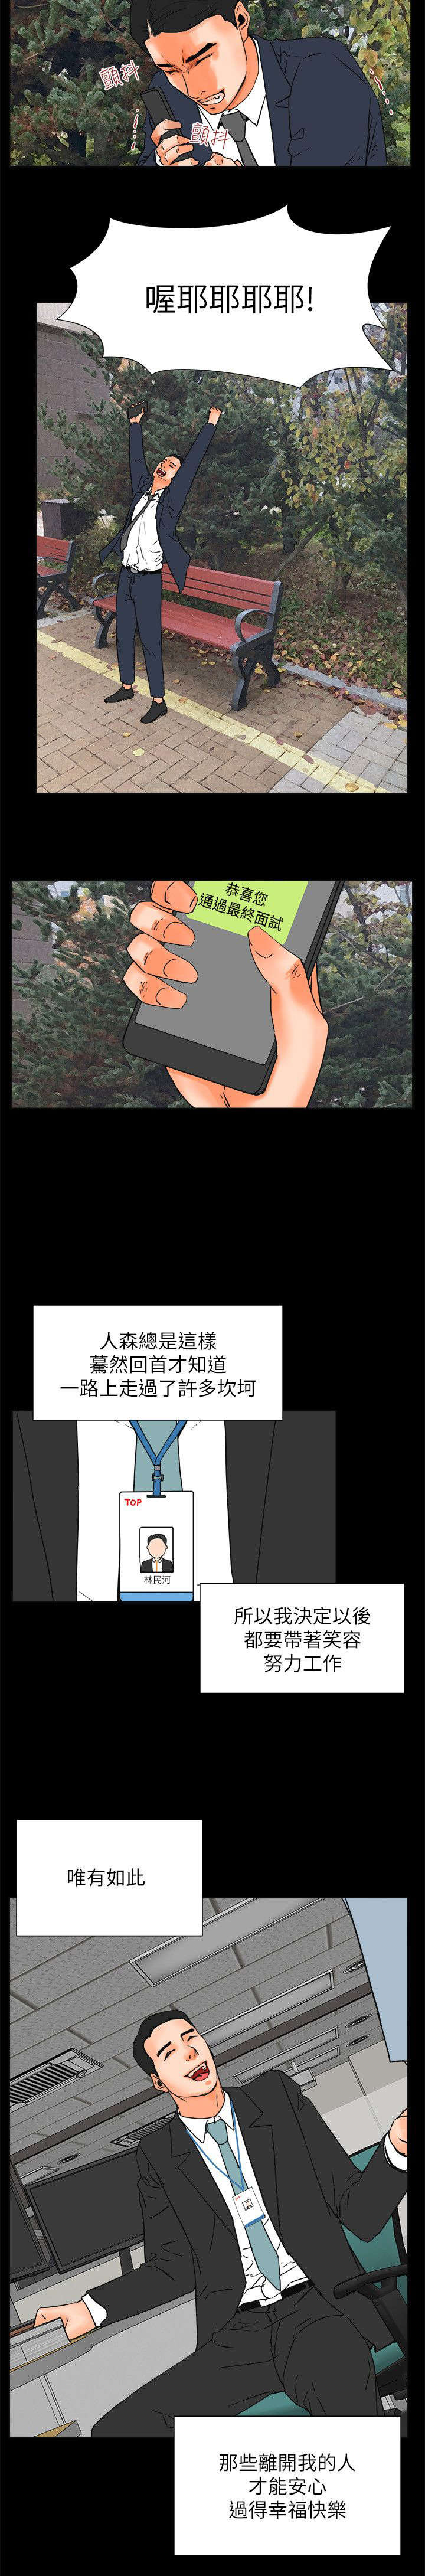 顫抖
顫抖
喔耶耶耶耶!
恭喜您
通過最終面試
人森總是這樣
驀然回首才知道
一路上走過了許多坎坷
TOP
林民河
所以我決定以後
都要帶著笑容
努力工作
唯有如此
那些離開我的人
才能安心
過得幸福快樂